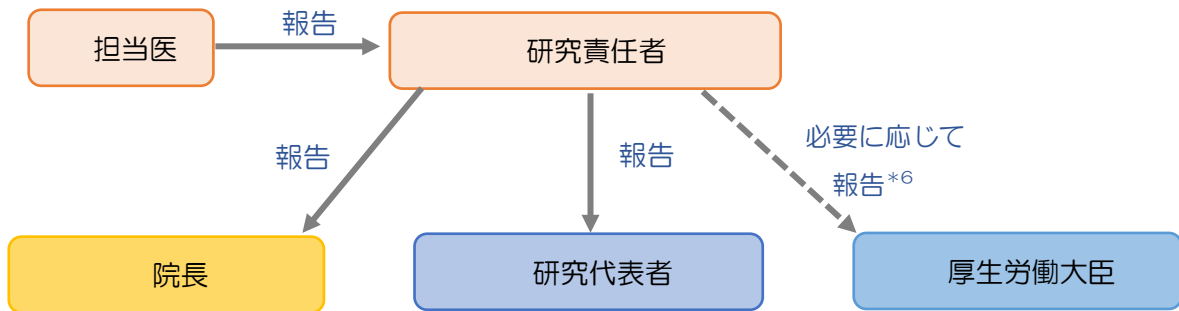 報告
担当医
研究責任者
報告
報告
必要に応じて
報告*6
院長
研究代表者
厚生労働大臣